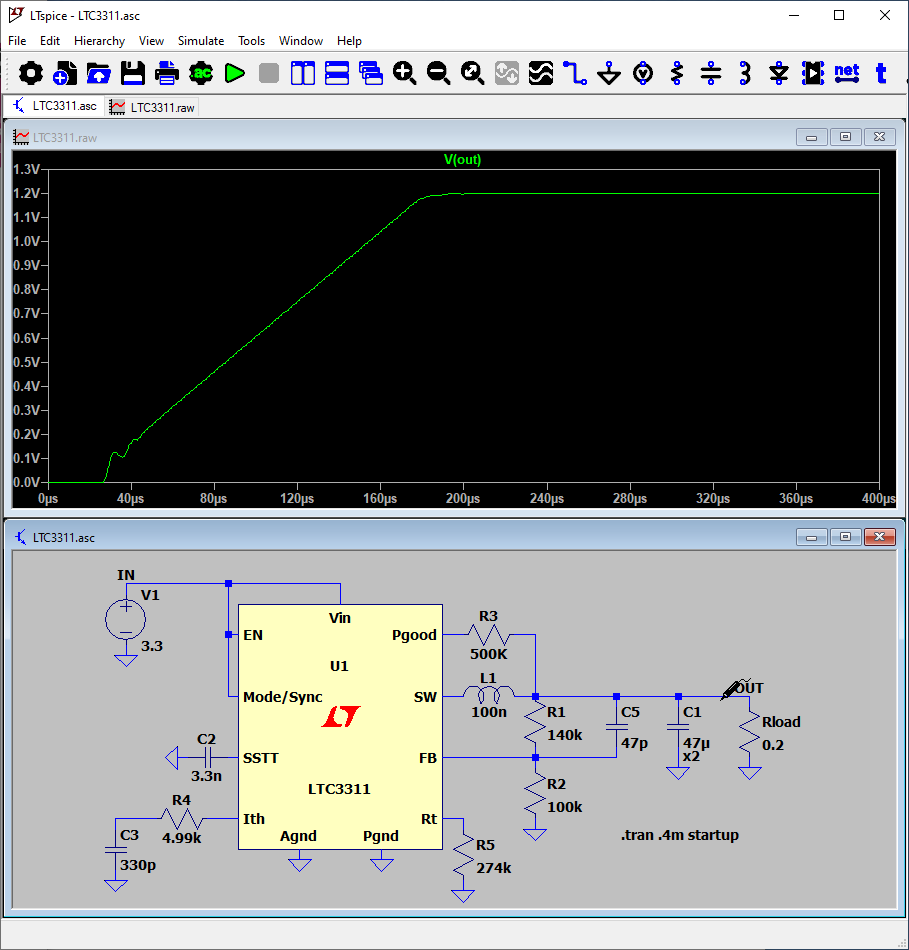 LTspice - LTC3311.asc
File Edit Hierarchy View Simulate Tools Window Help
.ac net t
LTC3311.asc LTC3311.raw
LTC3311.raw
V(out)
1.3V
1.2V
1.1V
1.0V
0.9V
0.8V
0.7V
0.6V
0.5V
0.4V
0.3V
0.2V
0.1V
0.0V
0µs 40µs 80µs 120µs 160µs 200µs 240µs 280µs 320µs 360µs 400µs
LTC3311.asc
IN
V1
3.3
Vin
EN
Pgood
R3
500K
U1
Mode/Sync
SW
L1
100n
OUT
R1
140k
C5
47p
C1
47µ
x2
Rload
0.2
C2
3.3n
SSTT
FB
LTC3311
R2
100k
R4
4.99k
Ith
Rt
C3
330p
Agnd
Pgnd
R5
274k
.tran .4m startup